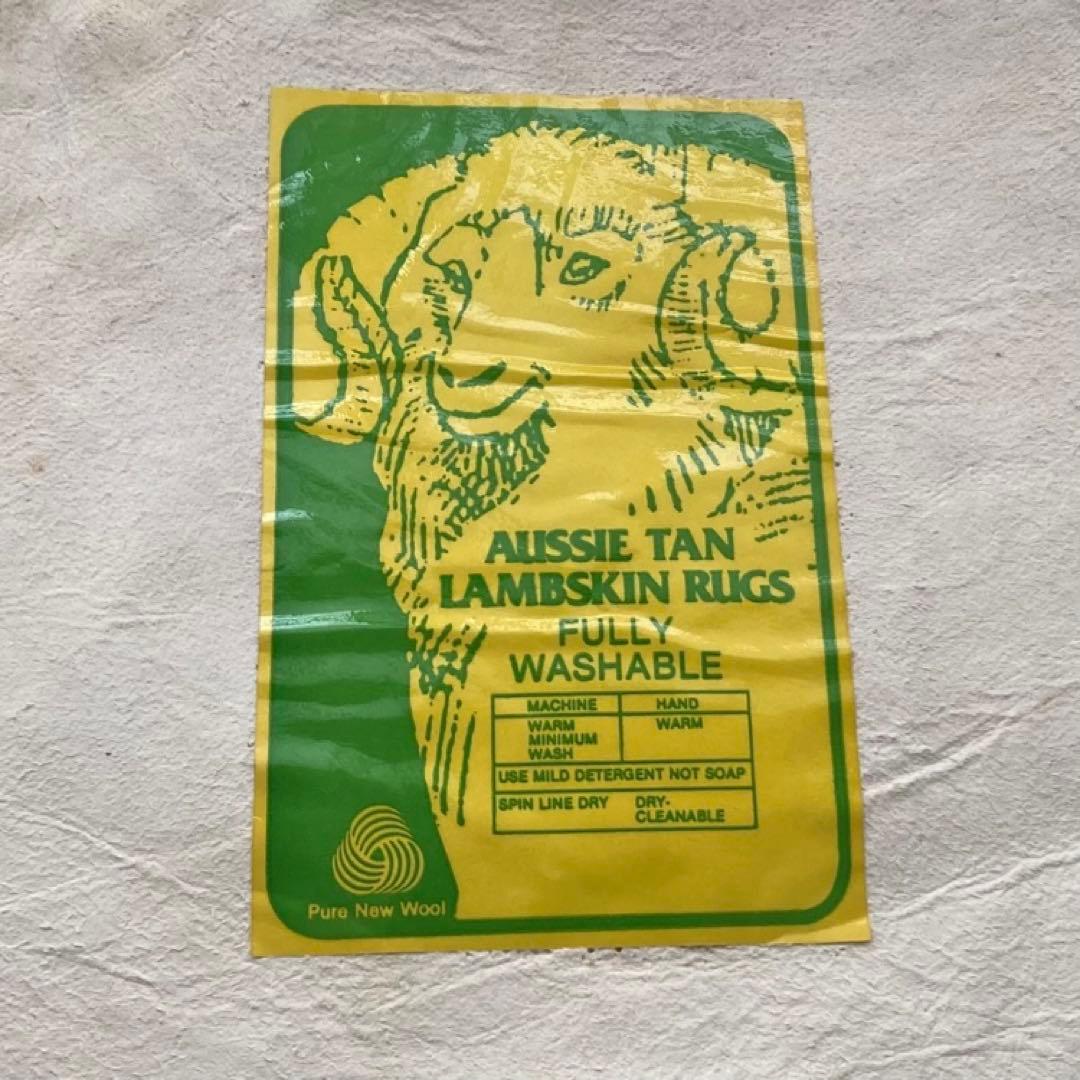 AUSSIE TAN
LAMBSKIN RUGS
FULLY
WASHABLE
MACHINE HAND
WARM WARM
MINIMUM
WASH
USE MILD DETERGENT NOT SOAP
SPIN LINE DRY DRY-
CLEANABLE
Pure New Wool